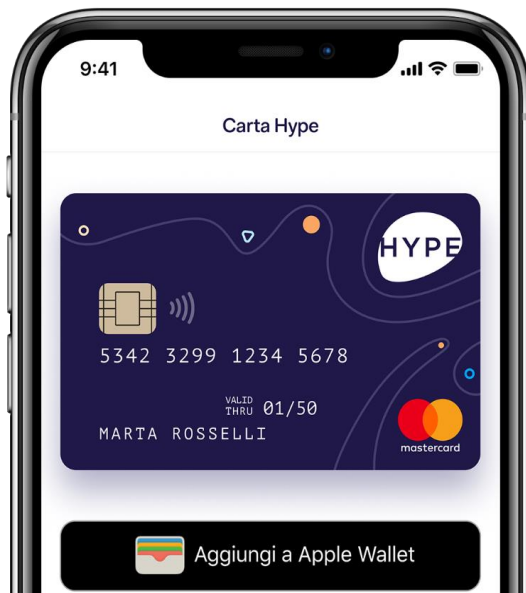 9:41
Carta Hype
HYPE
5342 3299 1234 5678
VALID
THRU 01/50
MARTA ROSSELLI
mastercard
Aggiungi a Apple Wallet